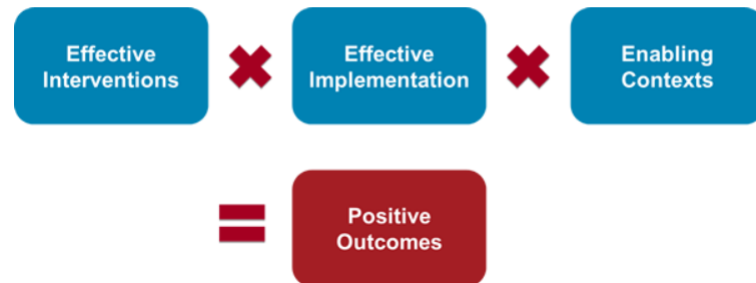 Effective
Interventions
Effective
Implementation
Enabling
Contexts
Positive
Outcomes